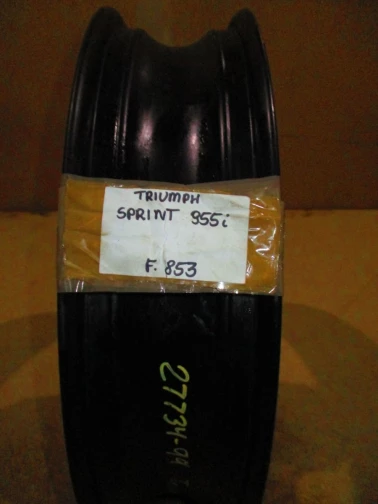 TRIUMPH
SPRINT 955i
F. 853
27734-99